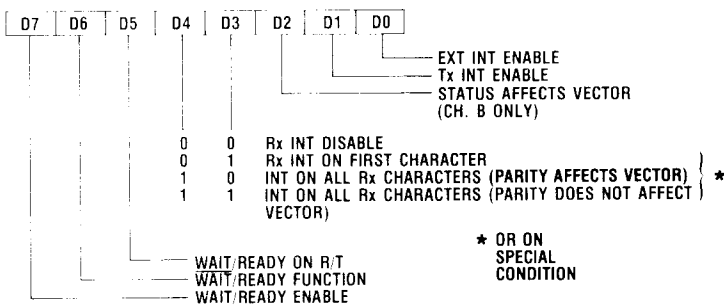 D7 D6 D5 D4 D3 D2 D1 D0
EXT INT ENABLE
Tx INT ENABLE
STATUS AFFECTS VECTOR
(CH. B ONLY)
0 0 Rx INT DISABLE
0 1 Rx INT ON FIRST CHARACTER
1 0 INT ON ALL Rx CHARACTERS (PARITY AFFECTS VECTOR)
1 1 INT ON ALL Rx CHARACTERS (PARITY DOES NOT AFFECT
VECTOR)
*
* OR ON
SPECIAL
CONDITION
WAIT/READY ON R/T
WAIT/READY FUNCTION
WAIT/READY ENABLE